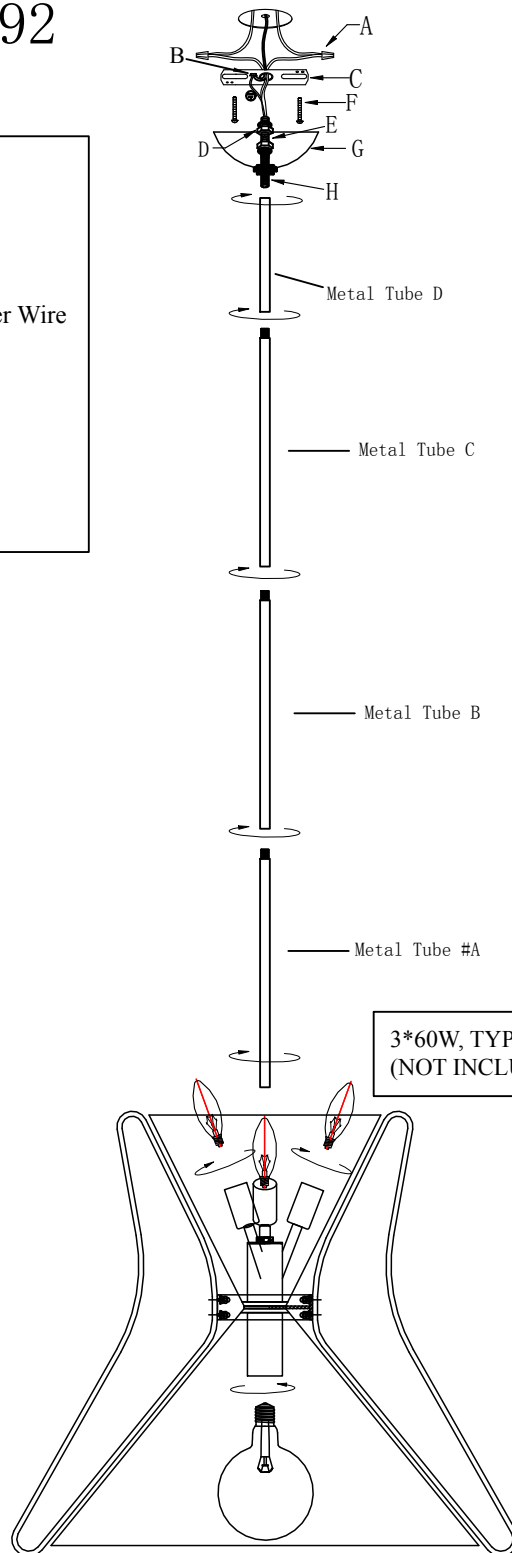 92
A
B
C
F
E
D
G
H
Metal Tube D
er Wire
Metal Tube C
Metal Tube B
Metal Tube #A
3*60W, TYP
(NOT INCLU